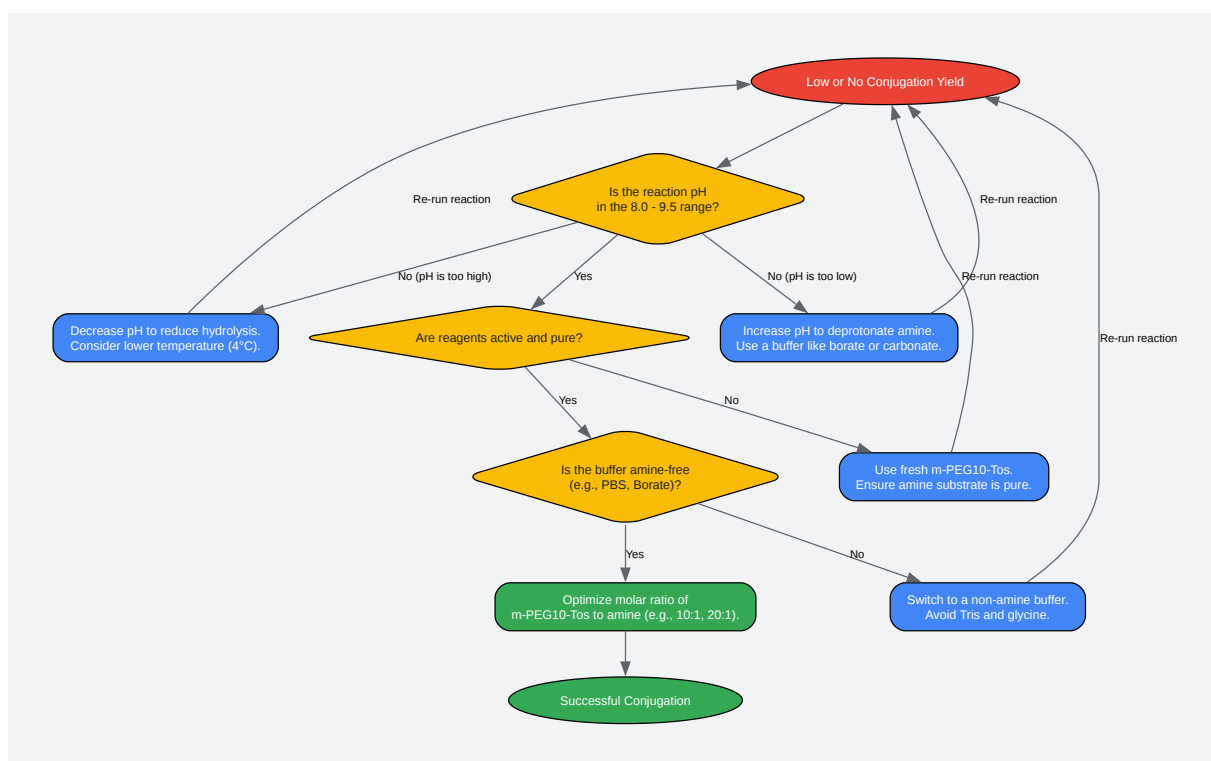 Low or No Conjugation Yield
Is the reaction pH
in the 8.0 - 9.5 range?
Re-run reaction
Re-run reaction
No (pH is too high)
Yes
No (pH is too low)
Re-run reaction
Decrease pH to reduce hydrolysis.
Consider lower temperature (4°C).
Are reagents active and pure?
Increase pH to deprotonate amine.
Use a buffer like borate or carbonate.
Re-run reaction
Yes
No
Is the buffer amine-free
(e.g., PBS, Borate)?
Use fresh m-PEG10-Tos.
Ensure amine substrate is pure.
Yes
No
Optimize molar ratio of
m-PEG10-Tos to amine (e.g., 10:1, 20:1).
Switch to a non-amine buffer.
Avoid Tris and glycine.
Successful Conjugation